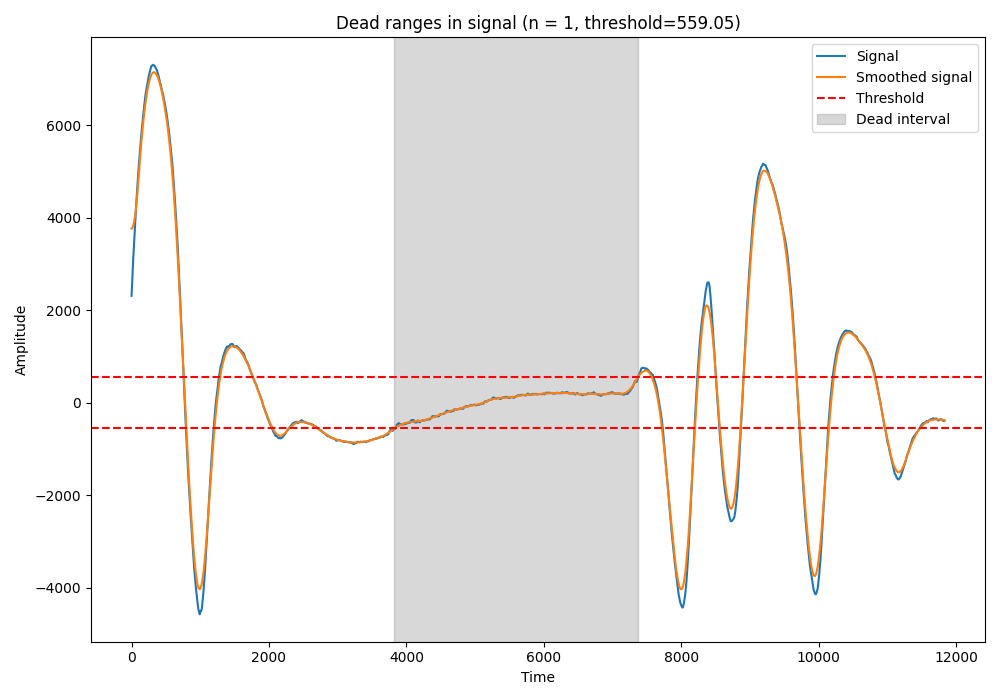 Dead ranges in signal (n = 1, threshold=559.05)
Signal
Smoothed signal
Threshold
Dead interval
Amplitude
6000
4000
2000
0
−2000
−4000
0 2000 4000 6000 8000 10000 12000
Time